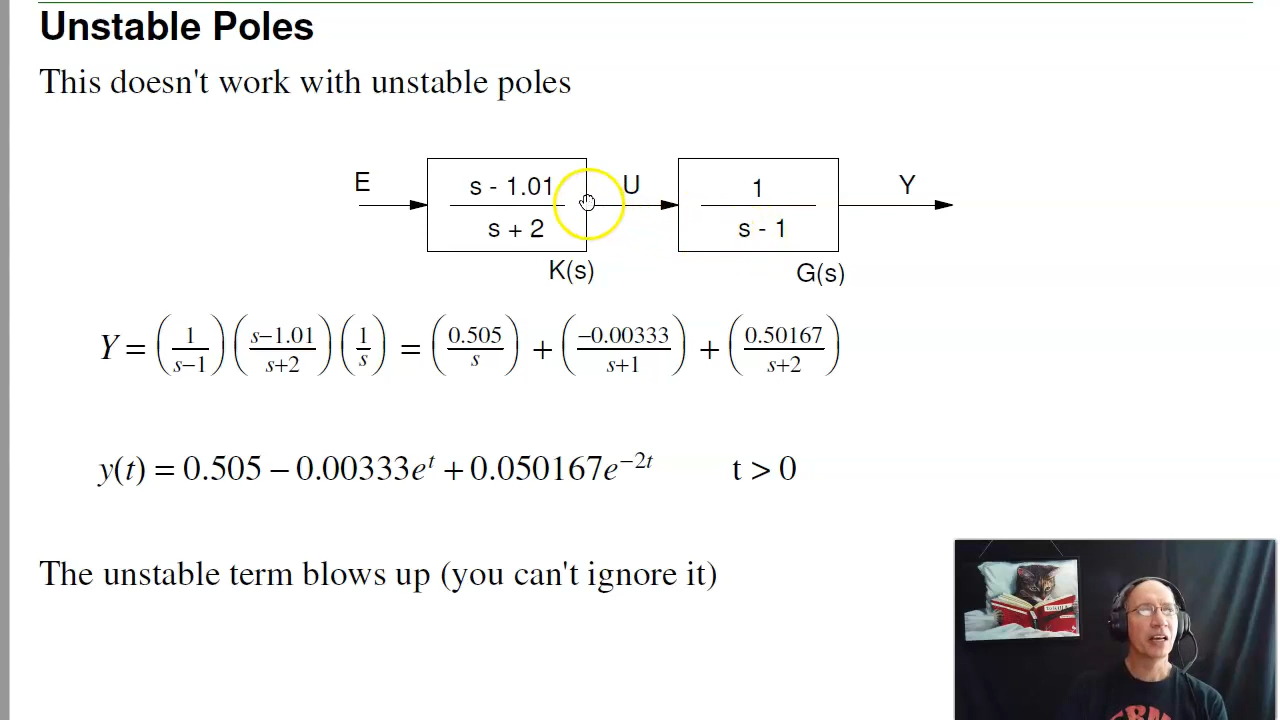 Unstable Poles
This doesn't work with unstable poles
E
s - 1.01
s + 2
K(s)
U
1
s - 1
G(s)
Y
Y = (1/(s−1)) ((s−1.01)/(s+2)) (1/s) = (0.505/s) + (−0.00333/(s+1)) + (0.50167/(s+2))
y(t) = 0.505 − 0.00333e^t + 0.050167e^−2t t > 0
The unstable term blows up (you can't ignore it)